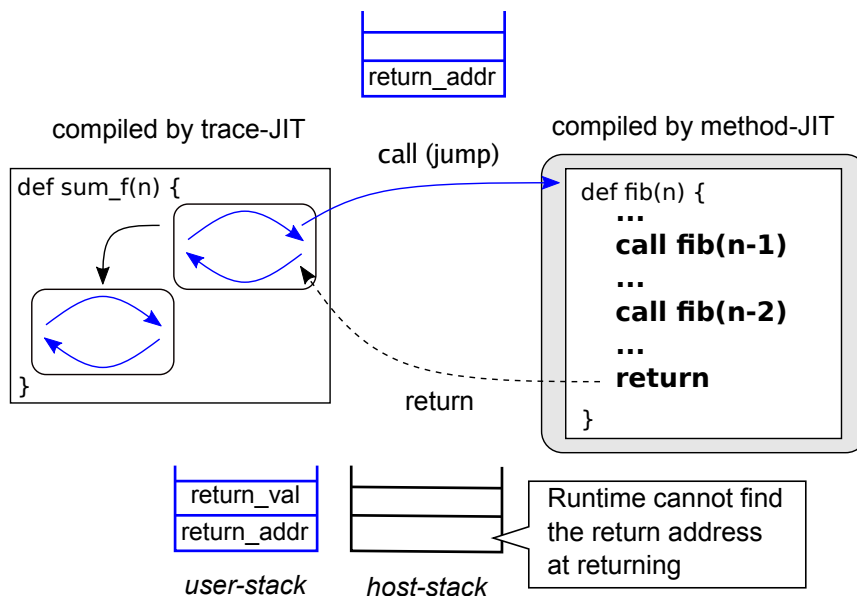 return_addr
compiled by trace-JIT
compiled by method-JIT
call (jump)
def sum_f(n) {
}
def fib(n) {
...
call fib(n-1)
...
call fib(n-2)
...
return
}
return
return_val
return_addr
user-stack
host-stack
Runtime cannot find
the return address
at returning